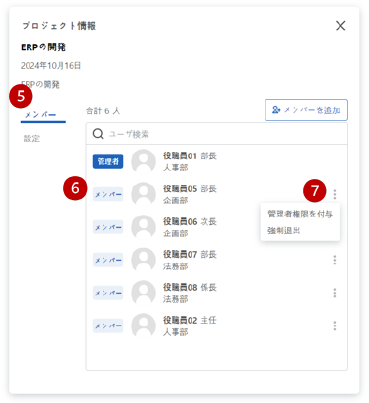 プロジェクト情報
ERPの開発
2024年10月16日
ERPの開発
5
メンバー
設定
合計 6 人
メンバーを追加
ユーザ検索
管理者
役職員01 部長
人事部
6
メンバー
役職員05 部長
企画部
7
管理者権限を付与
強制退出
メンバー
役職員06 次長
企画部
メンバー
役職員07 部長
法務部
メンバー
役職員08 係長
法務部
メンバー
役職員02 主任
人事部